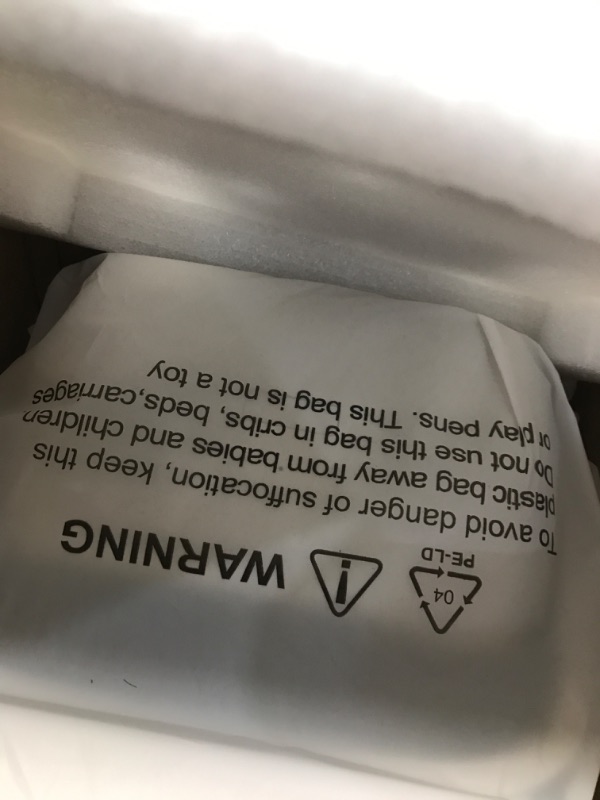 04
PE-LD
WARNING
To avoid danger of suffocation, keep this
plastic bag away from babies and children
Do not use this bag in cribs, beds,carriages
or play pens. This bag is not a toy